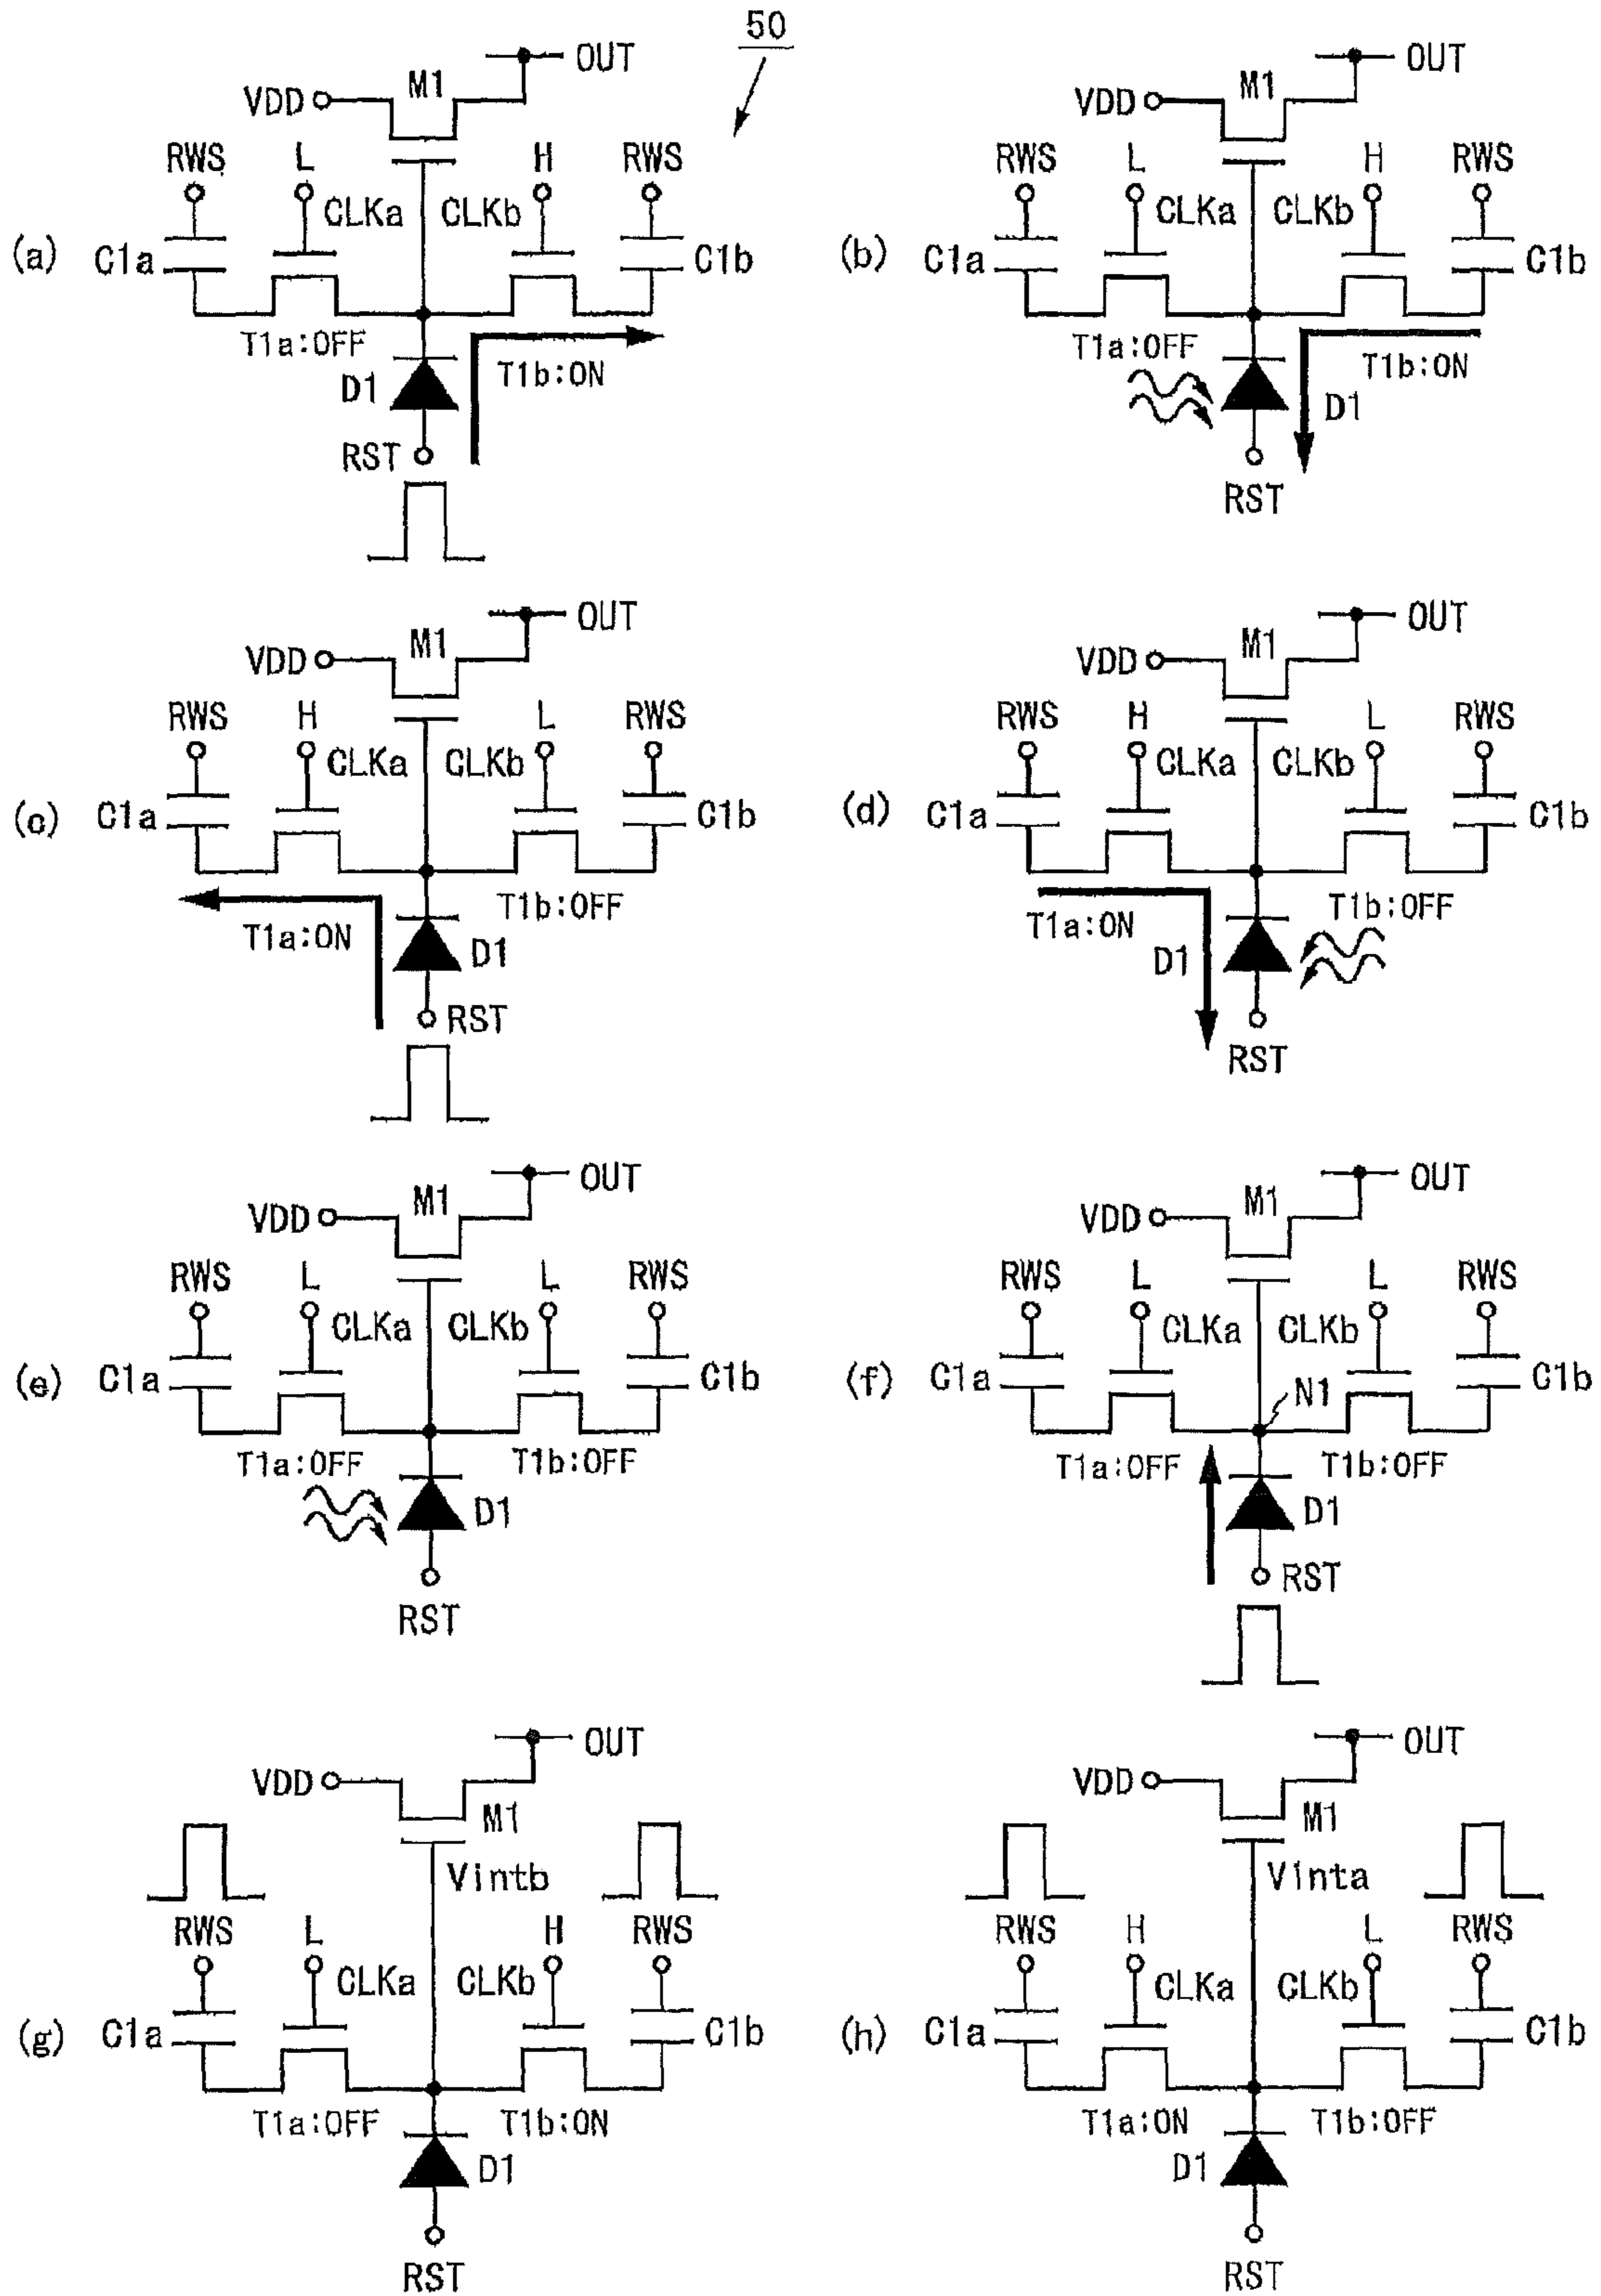 50
OUT
M1
VDD
RWS L H RWS
CLKa CLKb
(a) C1a C1b
T1a:OFF
T1b:ON
D1
RST
OUT
M1
VDD
RWS L H RWS
CLKa CLKb
(b) C1a C1b
T1a:OFF
T1b:ON
D1
RST
OUT
M1
VDD
RWS H L RWS
CLKa CLKb
(c) C1a C1b
T1b:OFF
T1a:ON
D1
RST
OUT
M1
VDD
RWS H L RWS
CLKa CLKb
(d) C1a C1b
T1a:ON T1b:OFF
D1
RST
OUT
M1
VDD
RWS L L RWS
CLKa CLKb
(e) C1a C1b
T1a:OFF T1b:OFF
D1
RST
OUT
M1
VDD
RWS L L RWS
CLKa CLKb
(f) C1a C1b
N1
T1a:OFF T1b:OFF
D1
RST
OUT
VDD
M1
Vintb
RWS L H RWS
CLKa CLKb
(g) C1a C1b
T1a:OFF T1b:ON
D1
RST
OUT
VDD
M1
Vinta
RWS H L RWS
CLKa CLKb
(h) C1a C1b
T1a:ON T1b:OFF
D1
RST